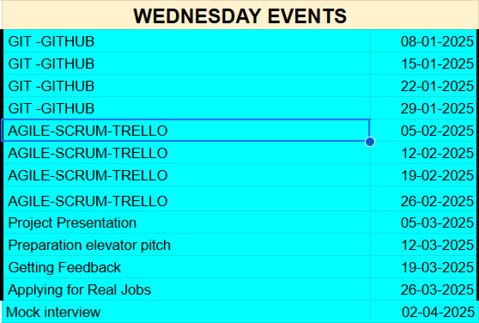 WEDNESDAY EVENTS
GIT -GITHUB 08-01-2025
GIT -GITHUB 15-01-2025
GIT -GITHUB 22-01-2025
GIT -GITHUB 29-01-2025
AGILE-SCRUM-TRELLO 05-02-2025
AGILE-SCRUM-TRELLO 12-02-2025
AGILE-SCRUM-TRELLO 19-02-2025
AGILE-SCRUM-TRELLO 26-02-2025
Project Presentation 05-03-2025
Preparation elevator pitch 12-03-2025
Getting Feedback 19-03-2025
Applying for Real Jobs 26-03-2025
Mock interview 02-04-2025